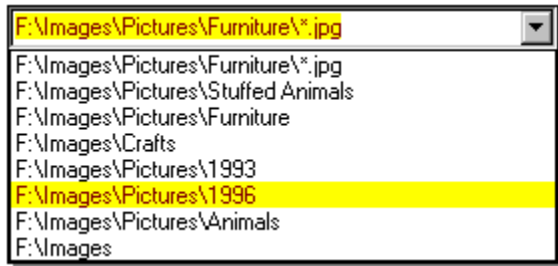 F:\Images\Pictures\Furniture\*.jpg
F:\Images\Pictures\Furniture\*.jpg
F:\Images\Pictures\Stuffed Animals
F:\Images\Pictures\Furniture
F:\Images\Crafts
F:\Images\Pictures\1993
F:\Images\Pictures\1996
F:\Images\Pictures\Animals
F:\Images